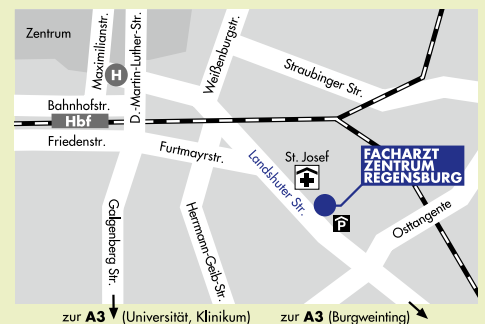 Zentrum
Maximilianstr.
D.-Martin-Luther-Str.
Weißenburgstr.
Straubinger Str.
H
Bahnhofstr.
Hbf
Friedenstr.
Furtmayrstr.
Landshuter Str.
St. Josef
FACHARZT
ZENTRUM
REGENSBURG
P
Galgenberg Str.
Herrmann-Geib-Str.
Osttangente
zur A3 (Universität, Klinikum)
zur A3 (Burgweinting)